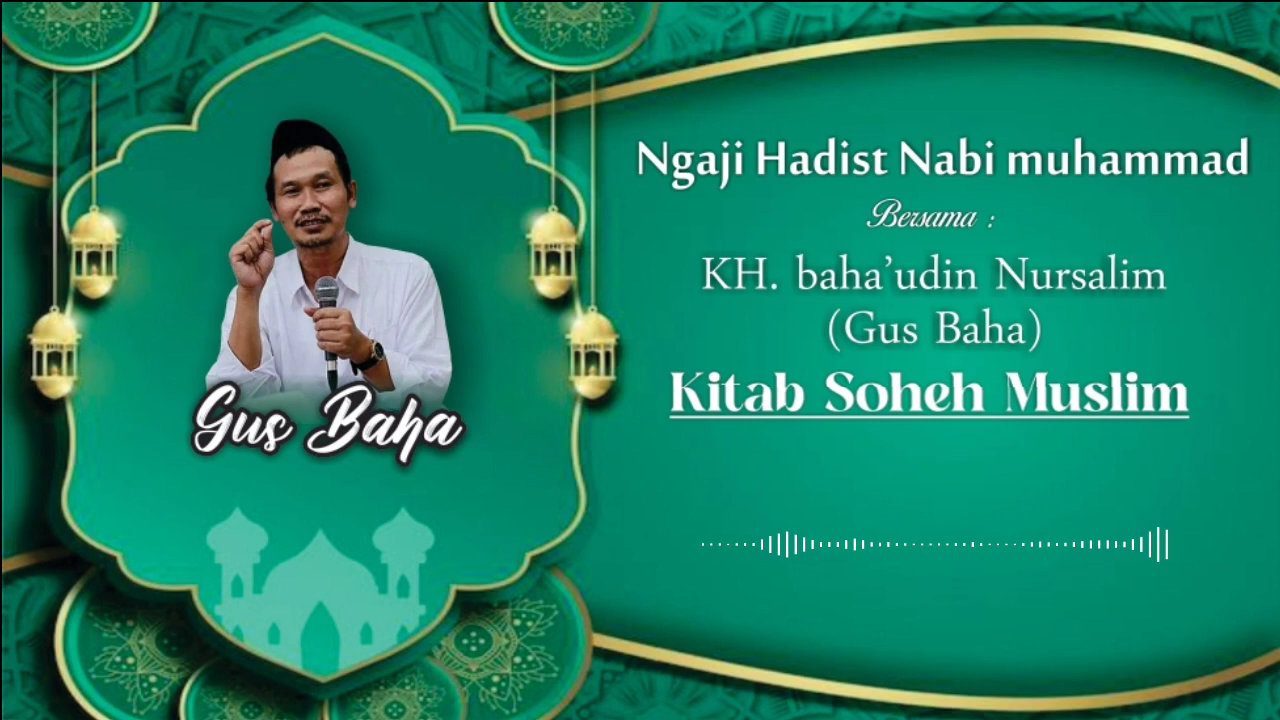 Gus Baha
Ngaji Hadist Nabi muhammad
Bersama :
KH. baha’udin Nursalim
(Gus Baha)
Kitab Soheh Muslim